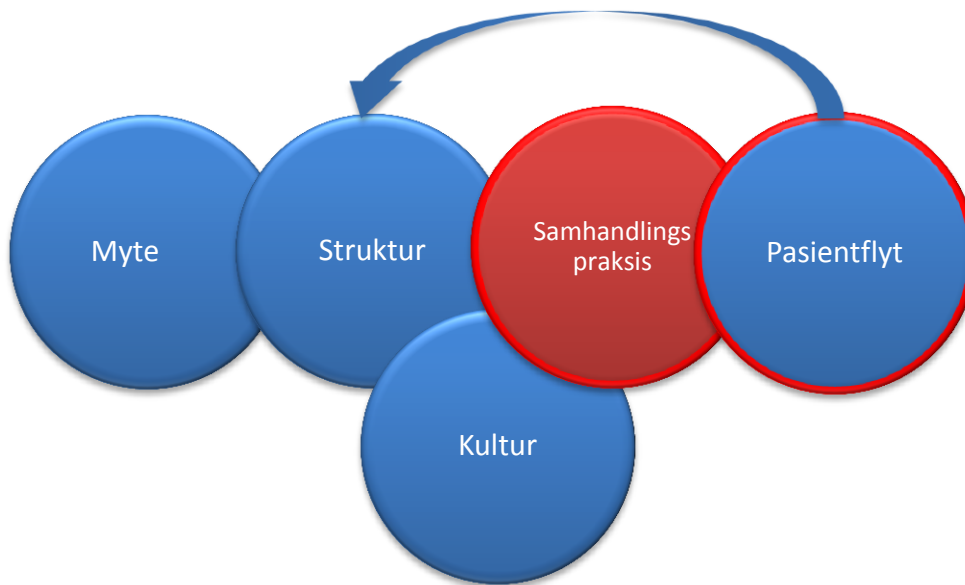 Myte
Struktur
Samhandlings
praksis
Pasientflyt
Kultur